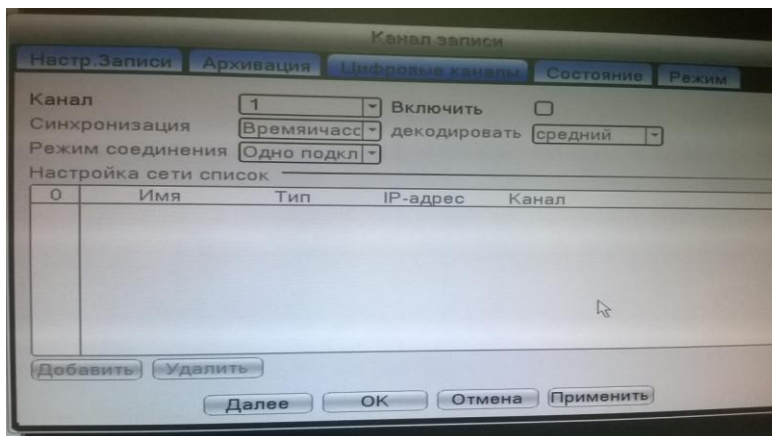 Канал записи
Настр.Записи Архивация Цифровые каналы Состояние Режим
Канал 1 Включить
Синхронизация Времяичасс декодировать средний
Режим соединения Одно подкл
Настройка сети список
0 Имя Тип IP-адрес Канал
Добавить Удалить
Далее OK Отмена Применить